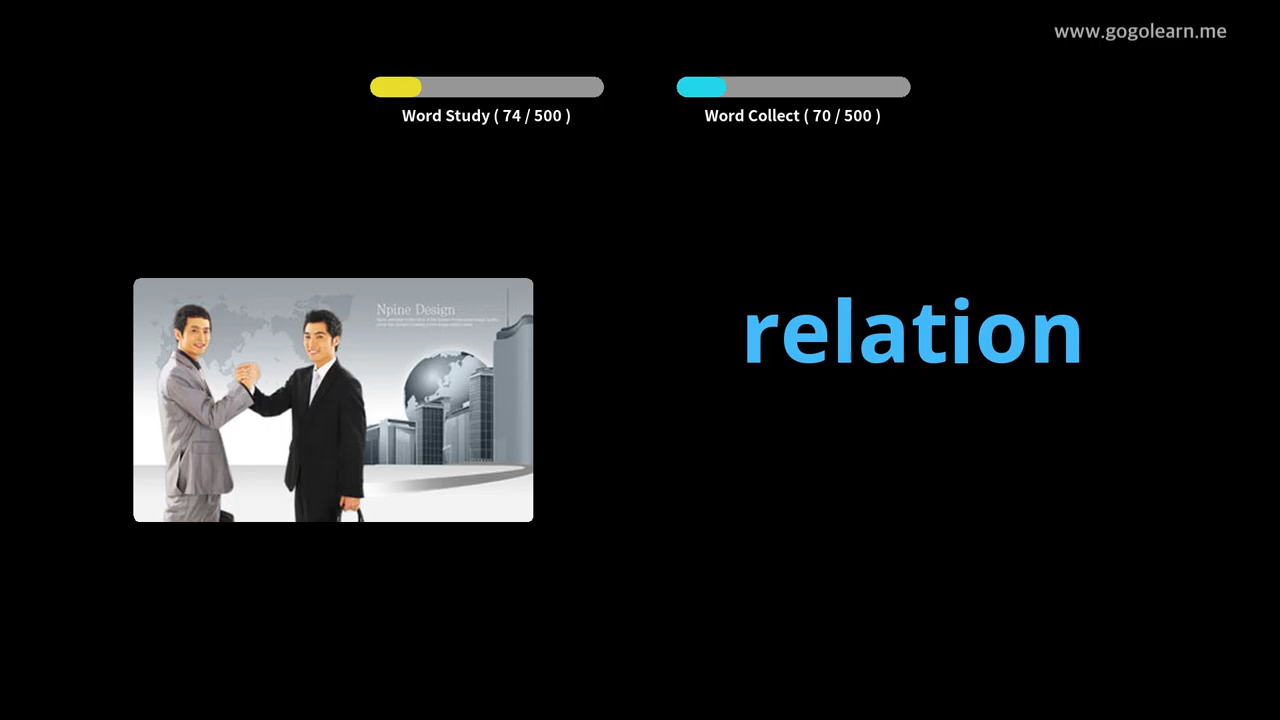 www.gogolearn.me
Word Study ( 74 / 500 )
Word Collect ( 70 / 500 )
Npine Design
relation